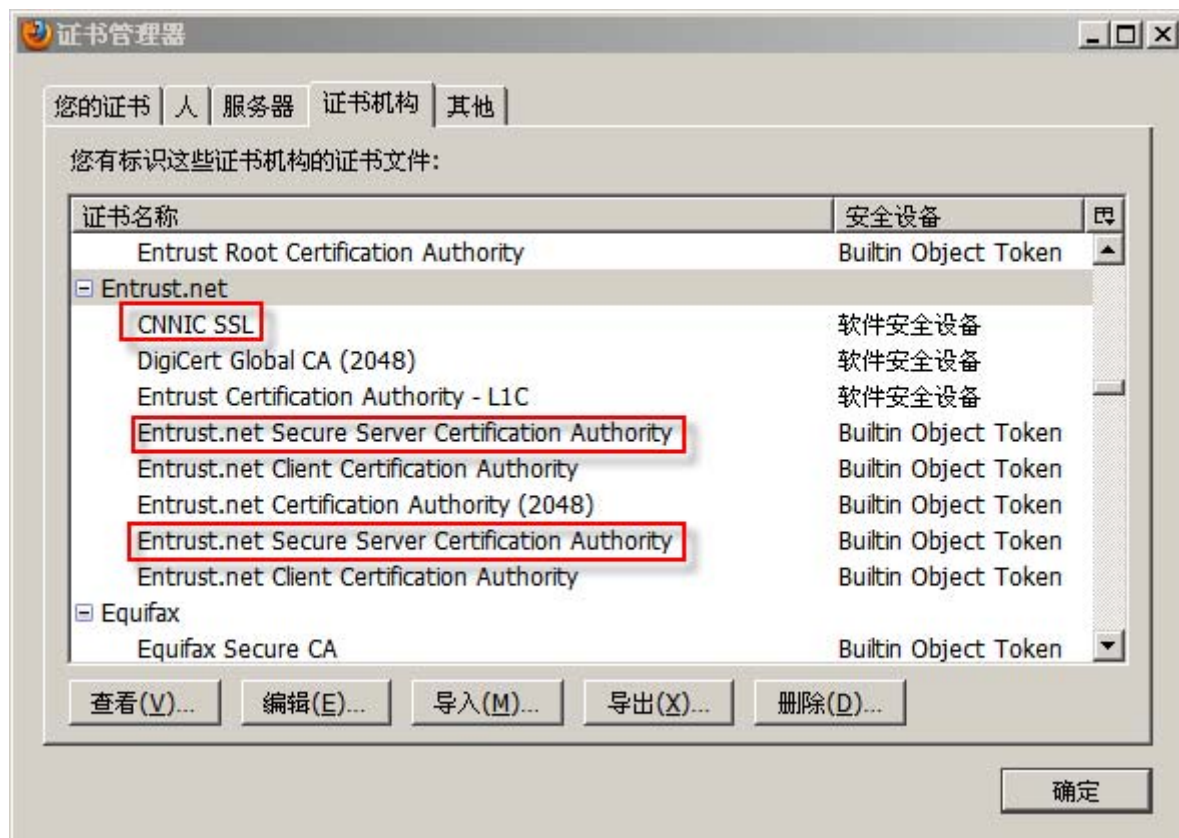 证书管理器
您的证书 人 服务器 证书机构 其他
您有标识这些证书机构的证书文件:
证书名称 安全设备
Entrust Root Certification Authority Builtin Object Token
Entrust.net
CNNIC SSL 软件安全设备
DigiCert Global CA (2048) 软件安全设备
Entrust Certification Authority - L1C 软件安全设备
Entrust.net Secure Server Certification Authority Builtin Object Token
Entrust.net Client Certification Authority Builtin Object Token
Entrust.net Certification Authority (2048) Builtin Object Token
Entrust.net Secure Server Certification Authority Builtin Object Token
Entrust.net Client Certification Authority Builtin Object Token
Equifax
Equifax Secure CA Builtin Object Token
查看(V)... 编辑(E)... 导入(M)... 导出(X)... 删除(D)...
确定